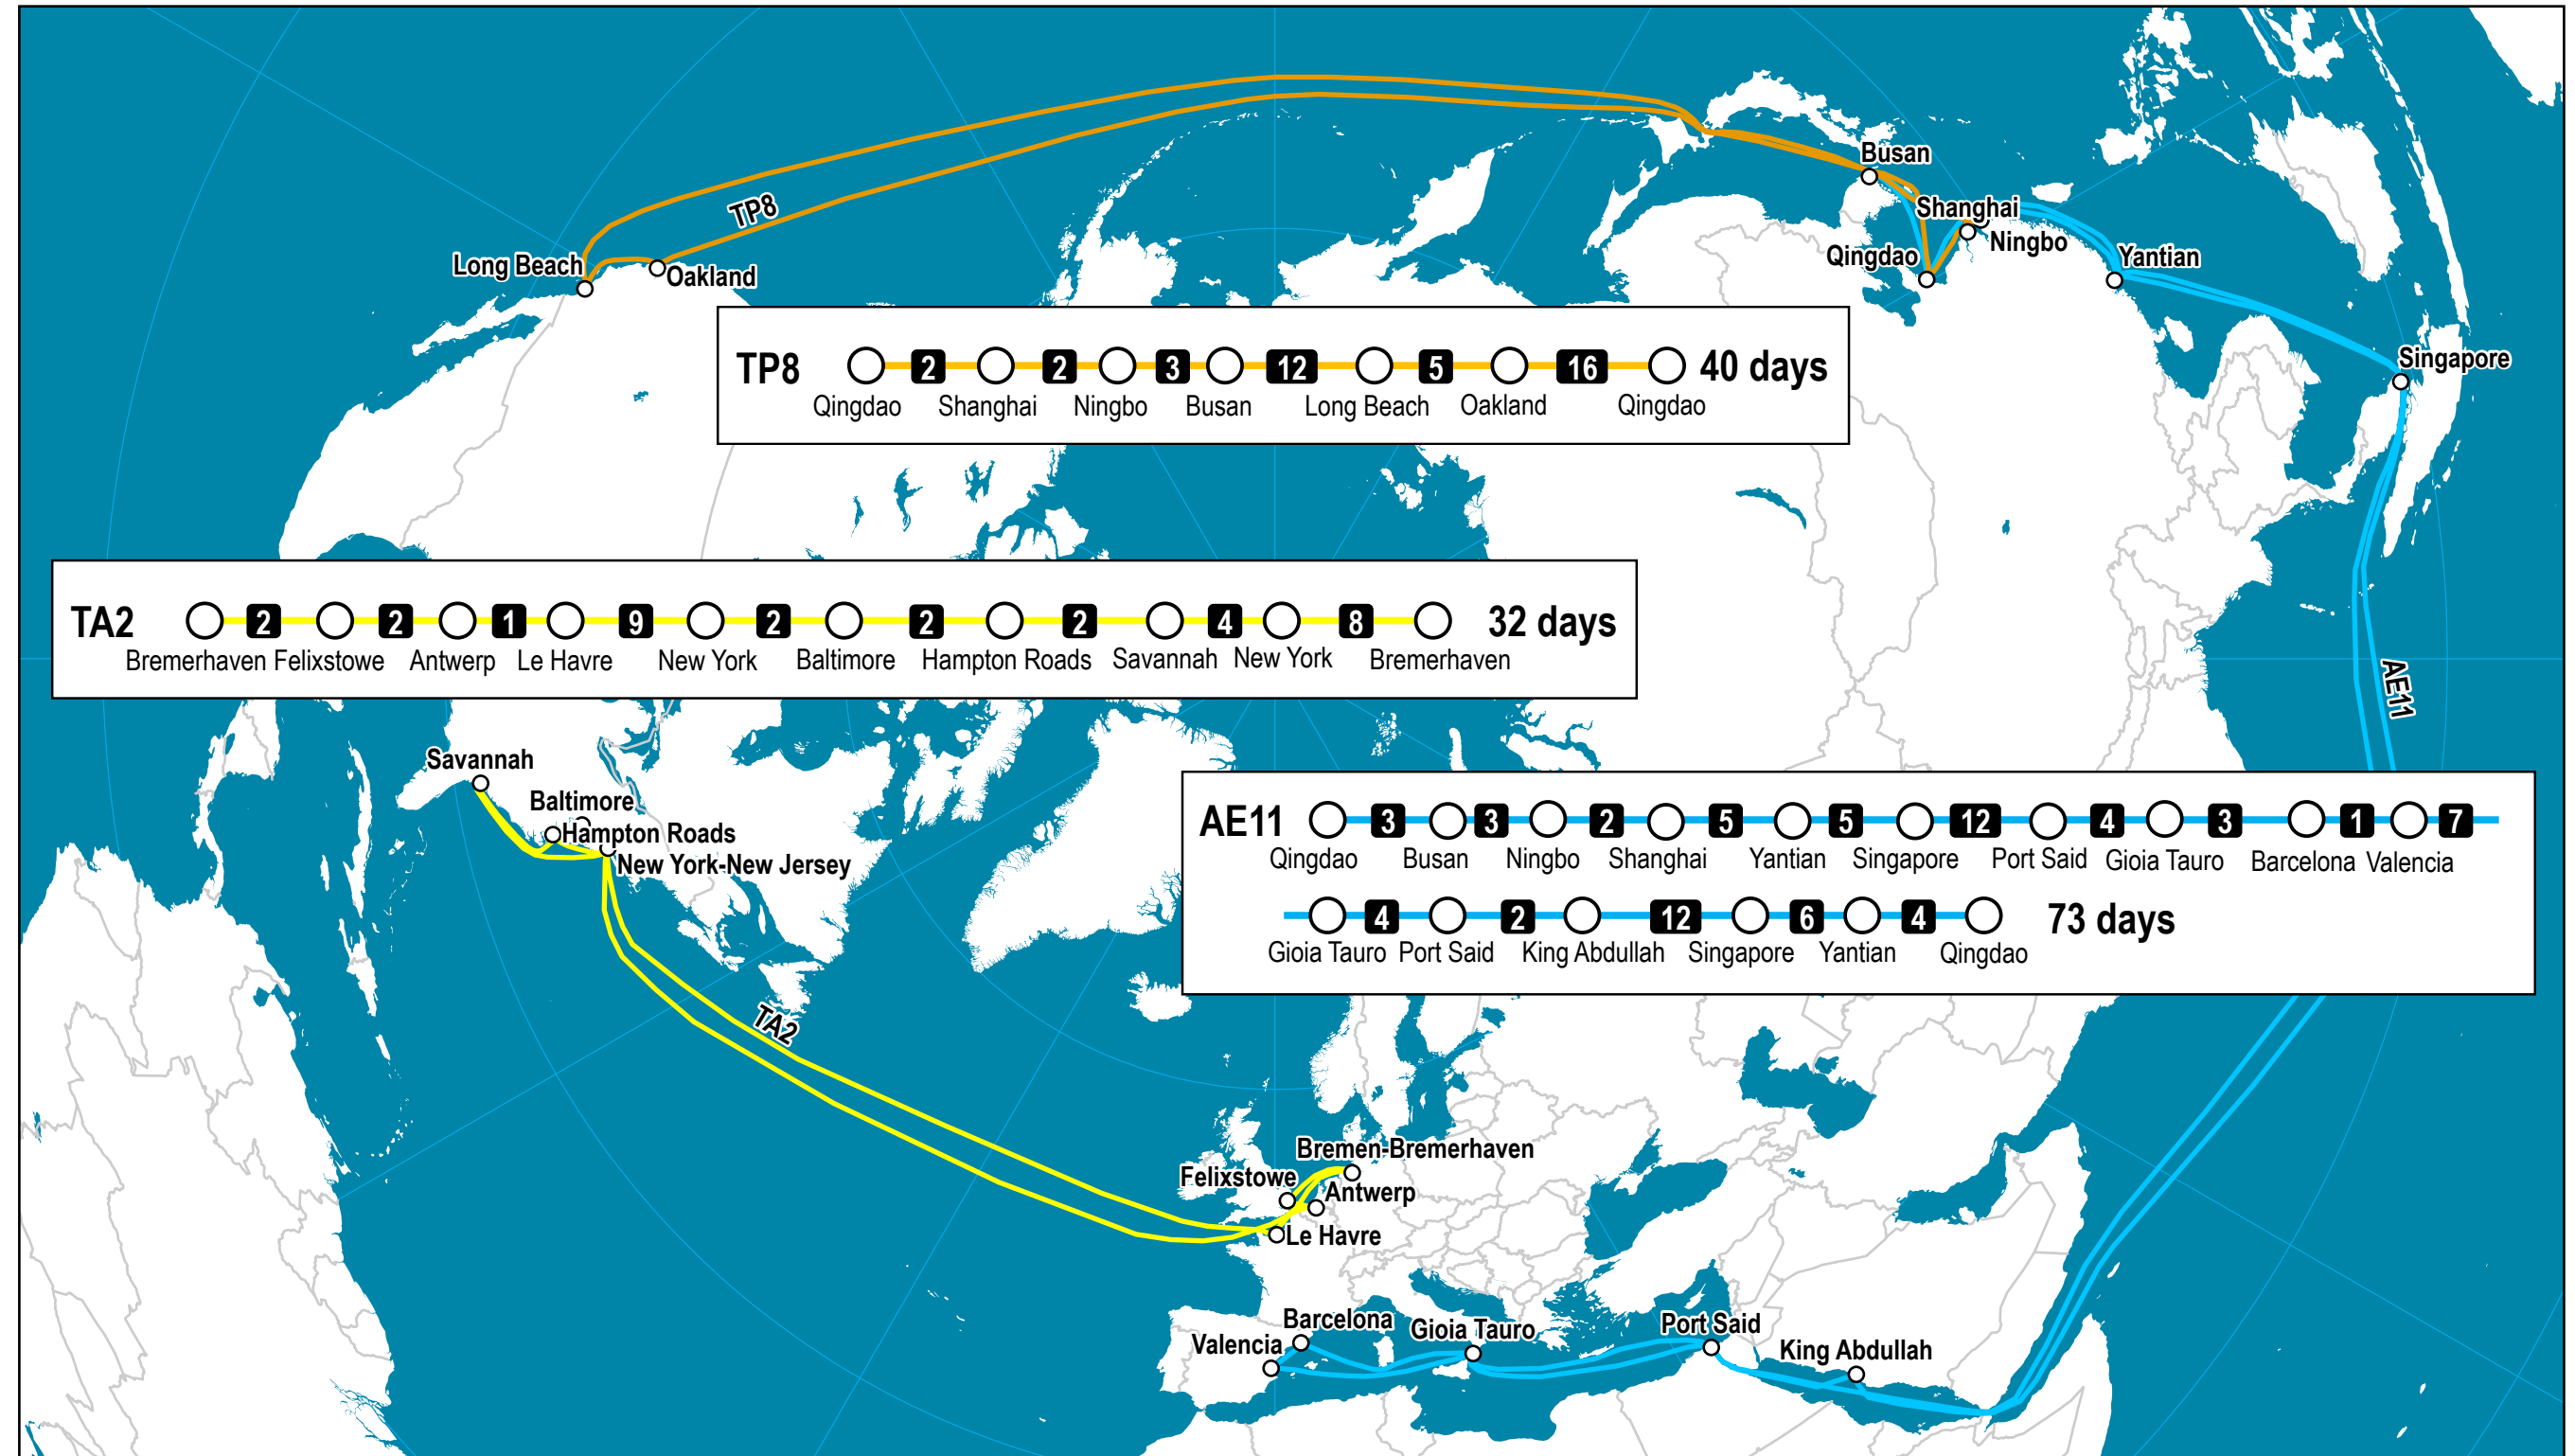 Busan
Shanghai
TP8
Ningbo
Long Beach
Qingdao
Yantian
Oakland
Singapore
TP8 2 2 3 12 5 16 40 days
Qingdao Shanghai Ningbo Busan Long Beach Oakland Qingdao
TA2 2 2 1 9 2 2 2 4 8 32 days
Bremerhaven Felixstowe Antwerp Le Havre New York Baltimore Hampton Roads Savannah New York Bremerhaven
AE11
Savannah
Baltimore
Hampton Roads
New York-New Jersey
AE11 3 3 2 5 5 12 4 3 1 7
Qingdao Busan Ningbo Shanghai Yantian Singapore Port Said Gioia Tauro Barcelona Valencia
4 2 12 6 4 73 days
Gioia Tauro Port Said King Abdullah Singapore Yantian Qingdao
TA2
Bremen-Bremerhaven
Felixstowe
Antwerp
Le Havre
Barcelona
Gioia Tauro
Port Said
Valencia
King Abdullah